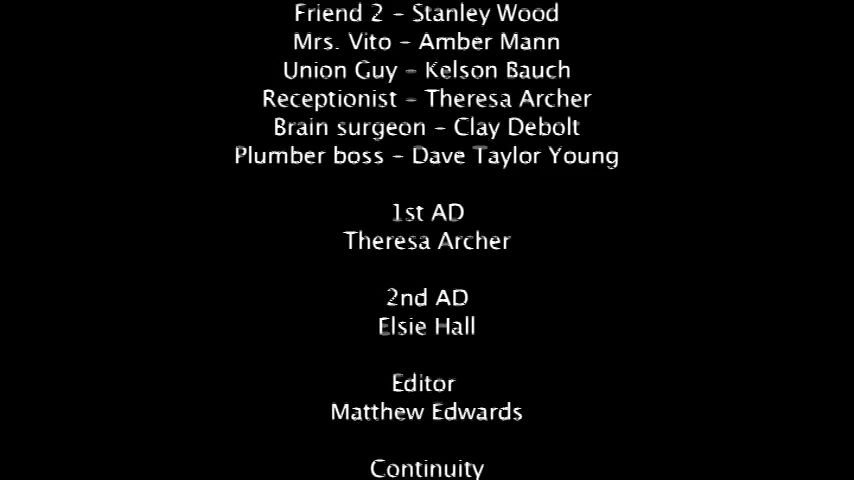 Friend 2 - Stanley Wood
Mrs. Vito - Amber Mann
Union Guy - Kelson Bauch
Receptionist - Theresa Archer
Brain surgeon - Clay Debolt
Plumber boss - Dave Taylor Young
1st AD
Theresa Archer
2nd AD
Elsie Hall
Editor
Matthew Edwards
Continuity